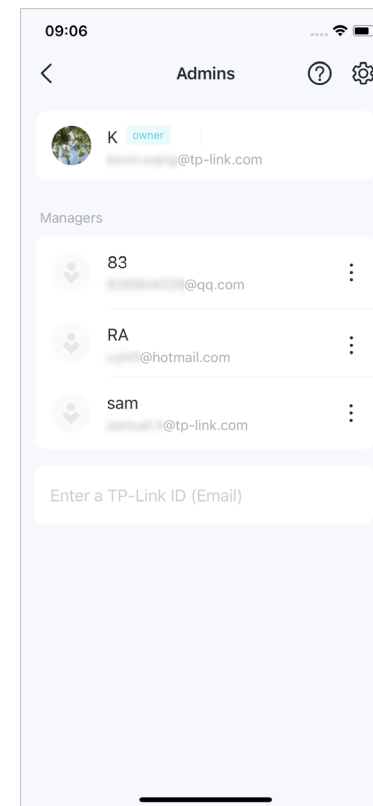 09:06
Admins
K owner
@tp-link.com
Managers
83
@qq.com
RA
@hotmail.com
sam
@tp-link.com
Enter a TP-Link ID (Email)